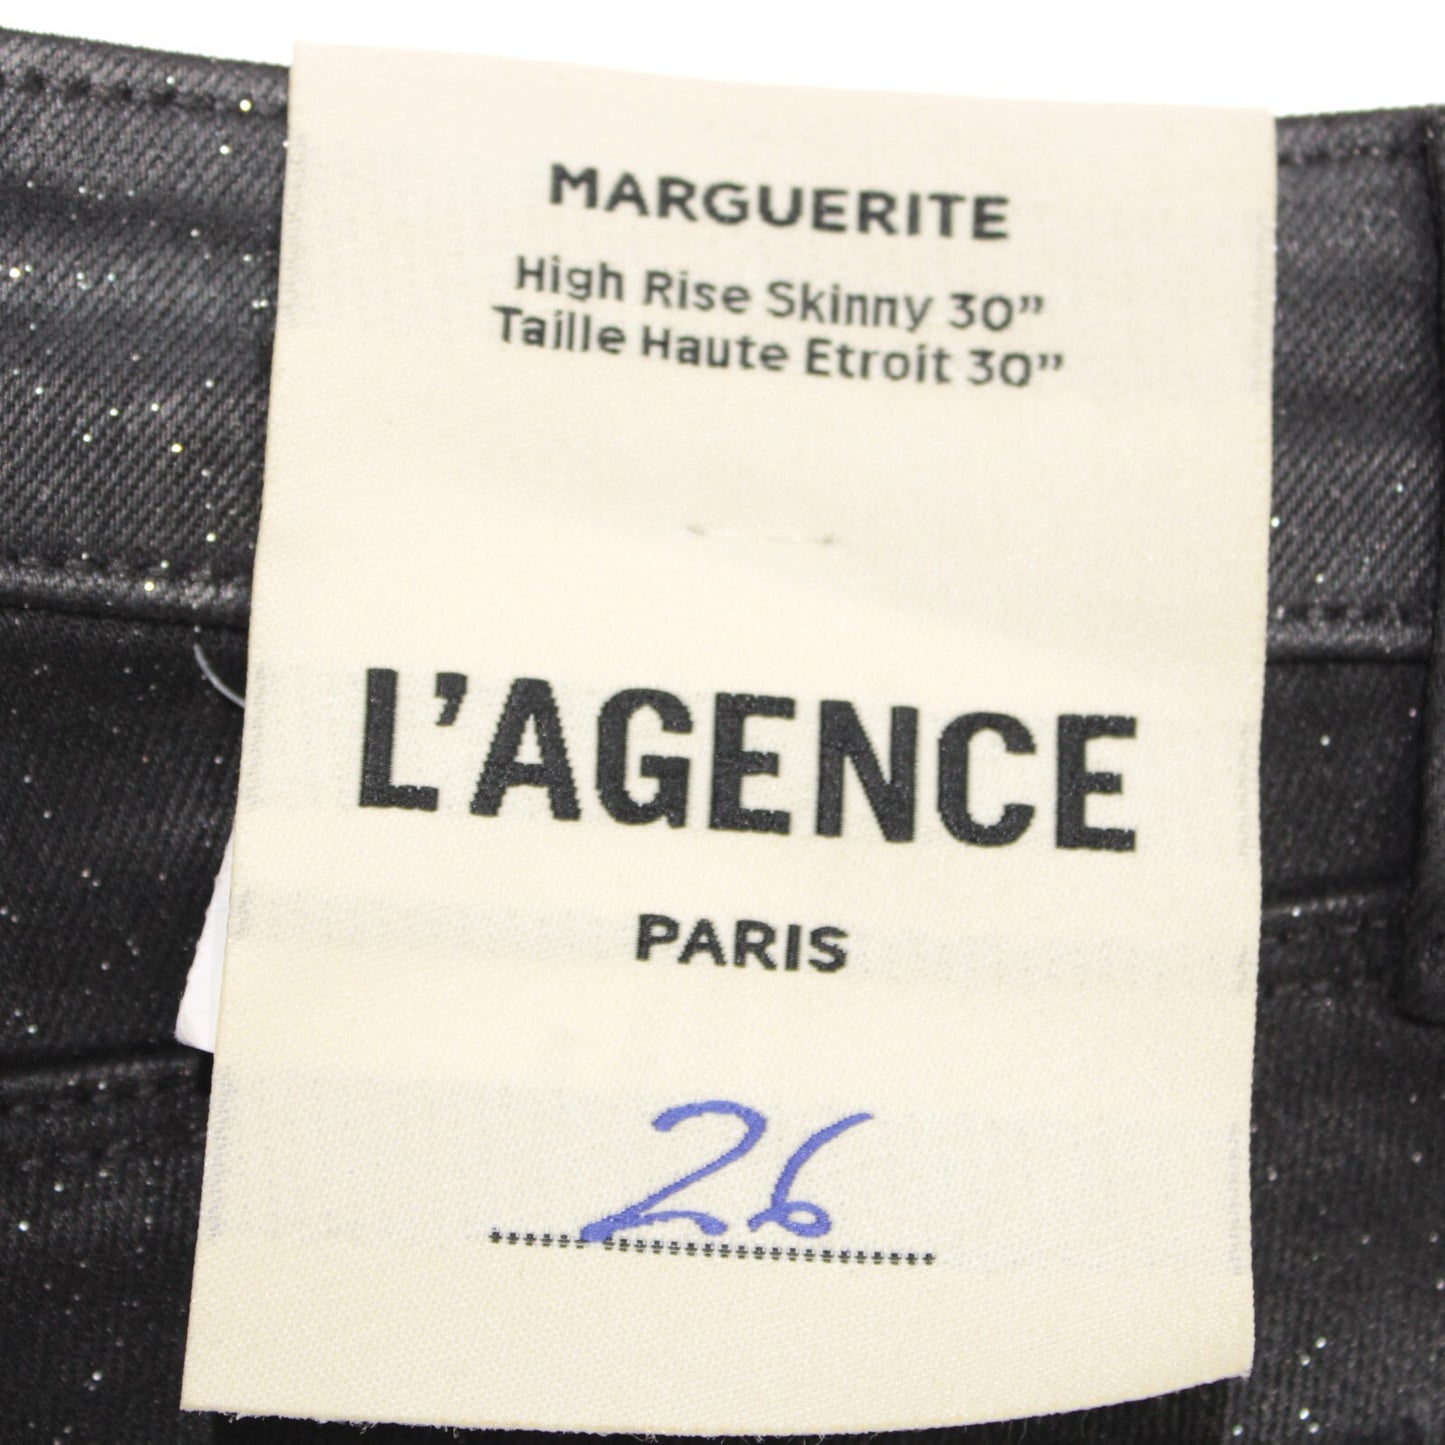 MARGUERITE
High Rise Skinny 30”
Taille Haute Etroit 30”
L’AGENCE
PARIS
26